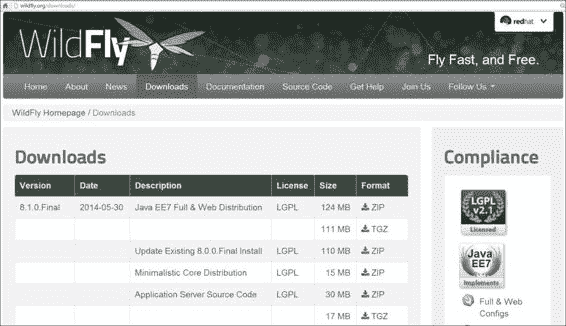 wildfly.org/downloads/
redhat
WildFly
Fly Fast, and Free.
Home About News Downloads Documentation Source Code Get Help Join Us Follow Us
WildFly Homepage / Downloads
Downloads
Version Date Description License Size Format
8.1.0.Final 2014-05-30 Java EE7 Full & Web Distribution LGPL 124 MB ZIP
111 MB TGZ
Update Existing 8.0.0.Final Install LGPL 110 MB ZIP
Minimalistic Core Distribution LGPL 15 MB ZIP
Application Server Source Code LGPL 30 MB ZIP
17 MB TGZ
Compliance
LGPL
v2.1
Licensed
Java
EE7
Implements
Full & Web
Configs